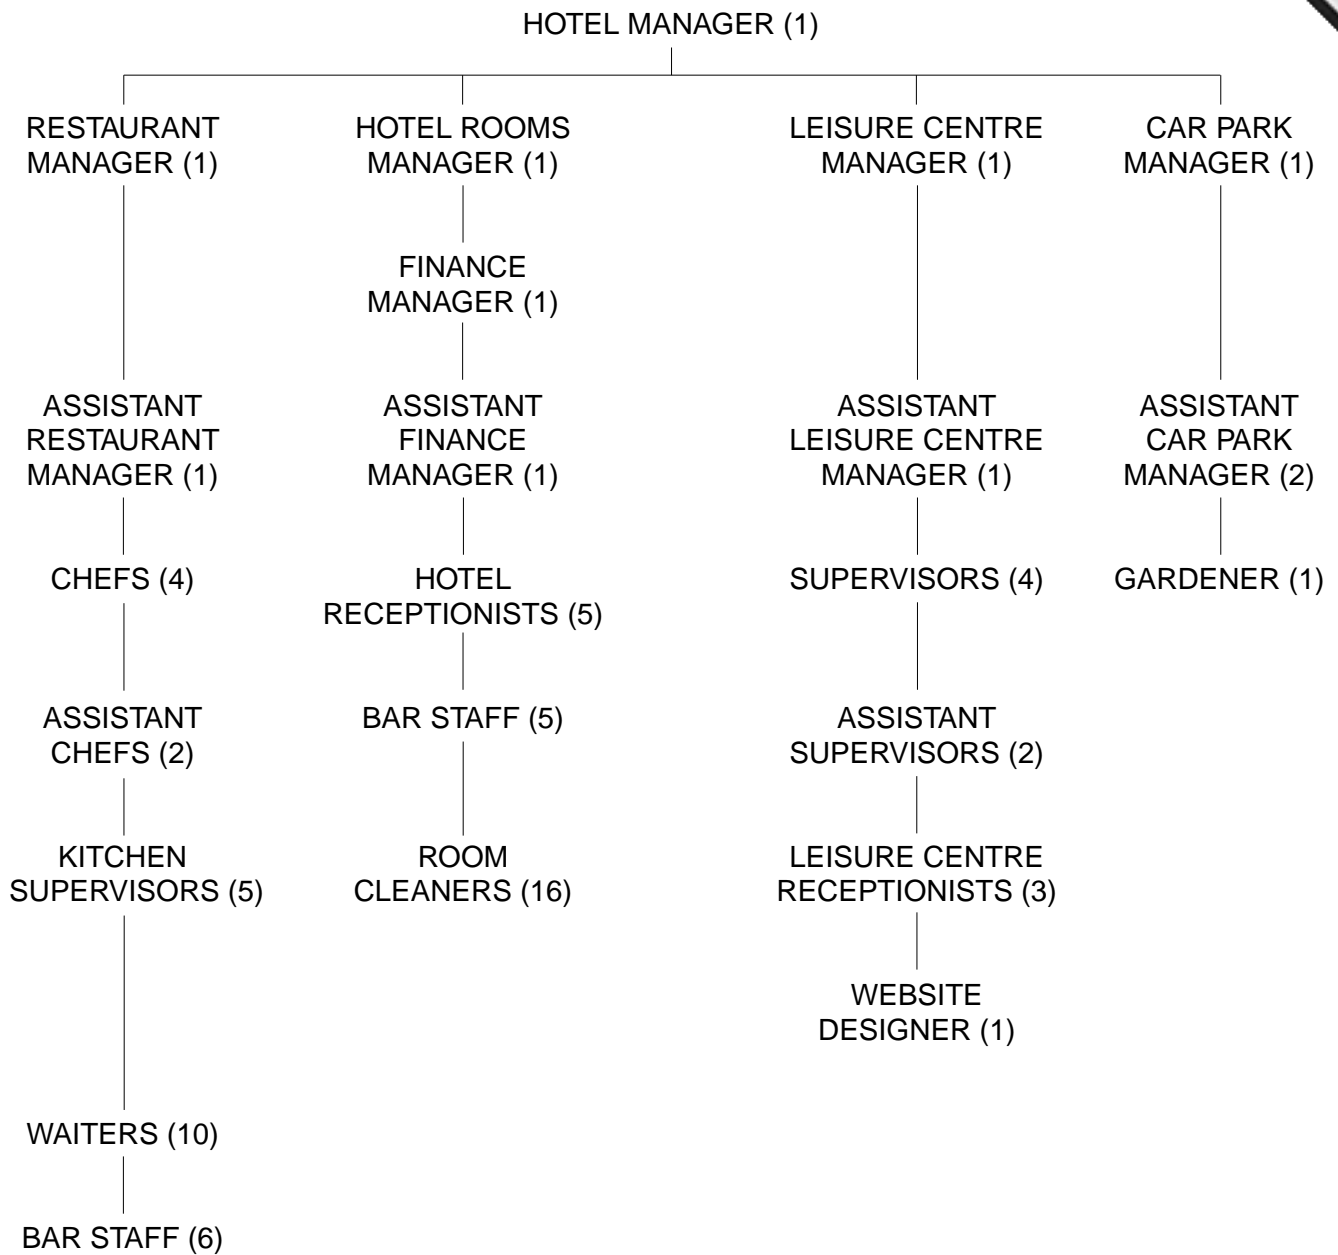 HOTEL MANAGER (1)
RESTAURANT
MANAGER (1)
HOTEL ROOMS
MANAGER (1)
LEISURE CENTRE
MANAGER (1)
CAR PARK
MANAGER (1)
FINANCE
MANAGER (1)
ASSISTANT
RESTAURANT
MANAGER (1)
ASSISTANT
FINANCE
MANAGER (1)
ASSISTANT
LEISURE CENTRE
MANAGER (1)
ASSISTANT
CAR PARK
MANAGER (2)
CHEFS (4)
HOTEL
RECEPTIONISTS (5)
SUPERVISORS (4)
GARDENER (1)
ASSISTANT
CHEFS (2)
BAR STAFF (5)
ASSISTANT
SUPERVISORS (2)
KITCHEN
SUPERVISORS (5)
ROOM
CLEANERS (16)
LEISURE CENTRE
RECEPTIONISTS (3)
WEBSITE
DESIGNER (1)
WAITERS (10)
BAR STAFF (6)